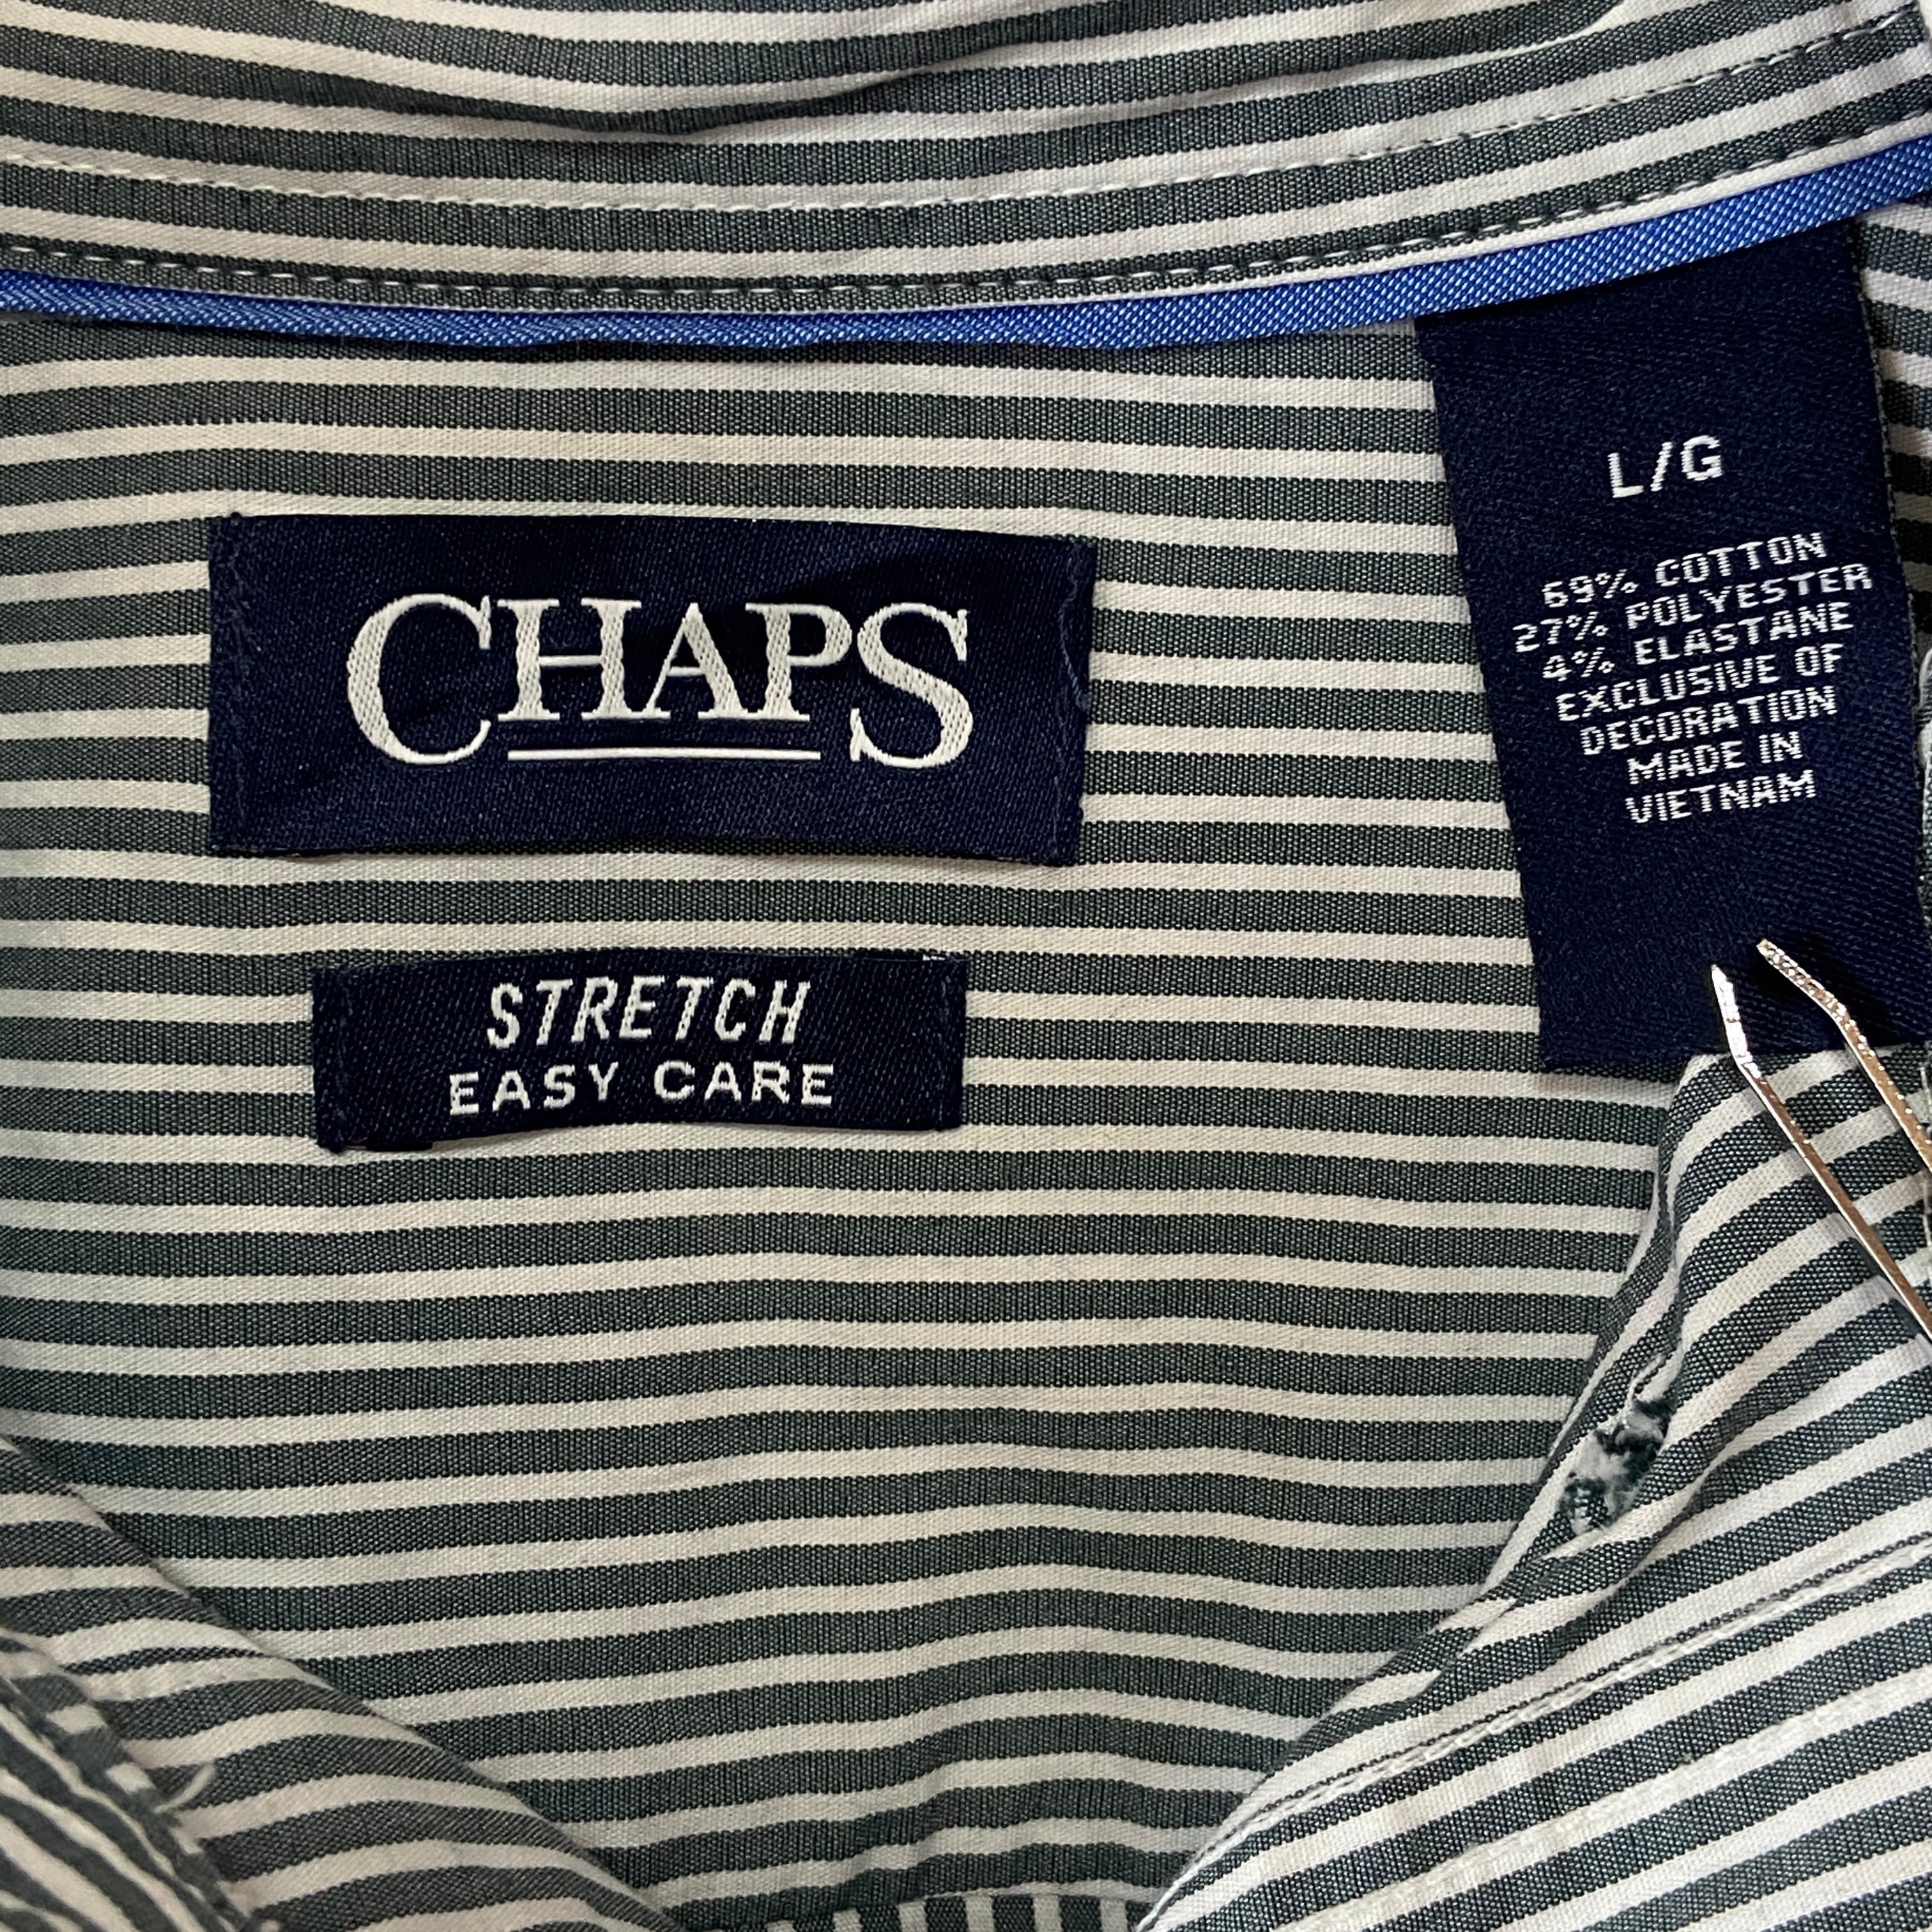 CHAPS
STRETCH
EASY CARE
L/G
69% COTTON
27% POLYESTER
4% ELASTANE
EXCLUSIVE OF
DECORATION
MADE IN
VIETNAM